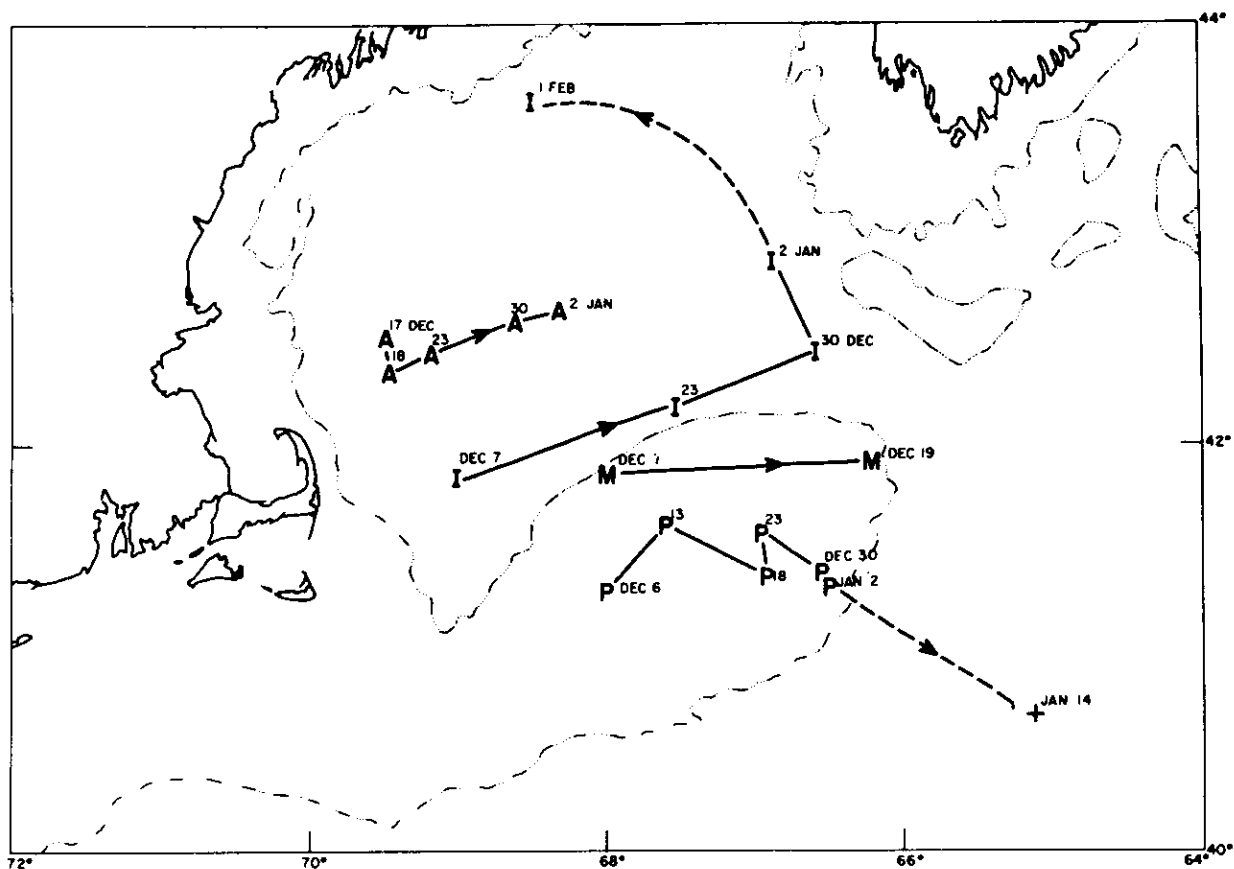 44°
1 FEB
I
2 JAN
I
30 2 JAN
A A
17 DEC
A
23
A
18
A
30 DEC
I
23
I
42°
DEC 7
I
DEC 7
M
DEC 19
M
13
P
23
P
DEC 30
P
18
P
JAN 2
P
DEC 6
P
JAN 14
+
72° 70° 68° 66° 64°
40°